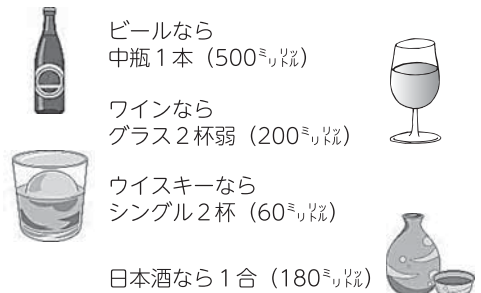 ビールなら
中瓶1本（500ミリリットル）
ワインなら
グラス2杯弱（200ミリリットル）
ウイスキーなら
シングル2杯（60ミリリットル）
日本酒なら1合（180ミリリットル）